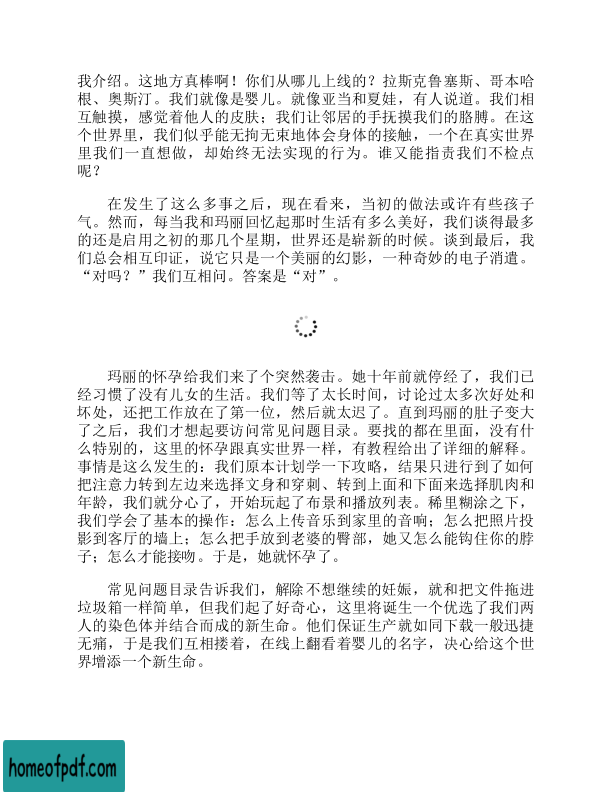 我介绍。这地方真棒啊！你们从哪儿上线的？拉斯克鲁塞斯、哥本哈
根、奥斯汀。我们就像是婴儿。就像亚当和夏娃，有人说道。我们相
互触摸，感觉着他人的皮肤；我们让邻居的手抚摸我们的胳膊。在这
个世界里，我们似乎能无拘无束地体会身体的接触，一个在真实世界
里我们一直想做，却始终无法实现的行为。谁又能指责我们不检点
呢？
在发生了这么多事之后，现在看来，当初的做法或许有些孩子
气。然而，每当我和玛丽回忆起那时生活有多么美好，我们谈得最多
的还是启用之初的那几个星期，世界还是崭新的时候。谈到最后，我
们总会相互印证，说它只是一个美丽的幻影，一种奇妙的电子消遣。
“对吗？”我们互相问。答案是“对”。
玛丽的怀孕给我们来了个突然袭击。她十年前就停经了，我们已
经习惯了没有儿女的生活。我们等了太长时间，讨论过太多次好处和
坏处，还把工作放在了第一位，然后就太迟了。直到玛丽的肚子变大
了之后，我们才想起要访问常见问题目录。要找的都在里面，没有什
么特别的，这里的怀孕跟真实世界一样，有教程给出了详细的解释。
事情是这么发生的：我们原本计划学一下攻略，结果只进行到了如何
把注意力转到左边来选择文身和穿刺、转到上面和下面来选择肌肉和
年龄，我们就分心了，开始玩起了布景和播放列表。稀里糊涂之下，
我们学会了基本的操作：怎么上传音乐到家里的音响；怎么把照片投
影到客厅的墙上；怎么把手放到老婆的臀部，她又怎么能钩住你的脖
子；怎么才能接吻。于是，她就怀孕了。
常见问题目录告诉我们，解除不想继续的妊娠，就和把文件拖进
垃圾箱一样简单，但我们起了好奇心，这里将诞生一个优选了我们两
人的染色体并结合而成的新生命。他们保证生产就如同下载一般迅捷
无痛，于是我们互相搂着，在线上翻看着婴儿的名字，决心给这个世
界增添一个新生命。
homeofpdf.com